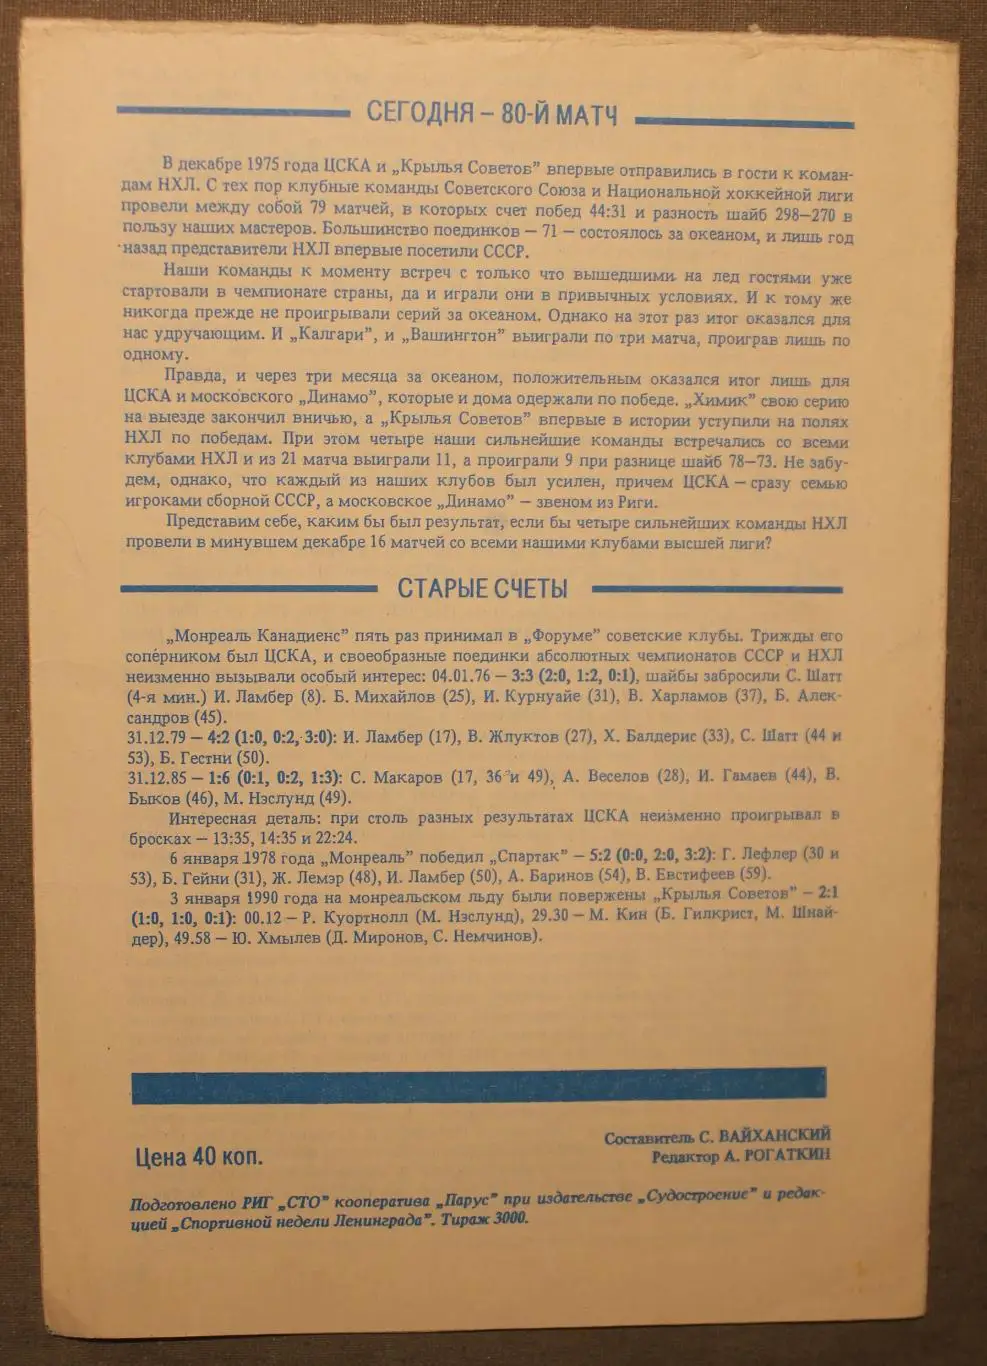 СЕГОДНЯ – 80-Й МАТЧ
В декабре 1975 года ЦСКА и „Крылья Советов” впервые отправились в гости к коман-
дам НХЛ. С тех пор клубные команды Советского Союза и Национальной хоккейной лиги
провели между собой 79 матчей, в которых счет побед 44:31 и разность шайб 298–270 в
пользу наших мастеров. Большинство поединков – 71 – состоялось за океаном, и лишь год
назад представители НХЛ впервые посетили СССР.
Наши команды к моменту встреч с только что вышедшими на лед гостями уже
стартовали в чемпионате страны, да и играли они в привычных условиях. И к тому же
никогда прежде не проигрывали серий за океаном. Однако на этот раз итог оказался для
нас удручающим. И „Калгари”, и „Вашингтон” выиграли по три матча, проиграв лишь по
одному.
Правда, и через три месяца за океаном, положительным оказался итог лишь для
ЦСКА и московского „Динамо”, которые и дома одержали по победе. „Химик” свою серию
на выезде закончил вничью, а „Крылья Советов” впервые в истории уступили на полях
НХЛ по победам. При этом четыре наши сильнейшие команды встречались со всеми
клубами НХЛ и из 21 матча выиграли 11, а проиграли 9 при разнице шайб 78–73. Не забу-
дем, однако, что каждый из наших клубов был усилен, причем ЦСКА – сразу семью
игроками сборной СССР, а московское „Динамо” – звеном из Риги.
Представим себе, каким бы был результат, если бы четыре сильнейших команды НХЛ
провели в минувшем декабре 16 матчей со всеми нашими клубами высшей лиги?
СТАРЫЕ СЧЕТЫ
„Монреаль Канадиенс” пять раз принимал в „Форуме” советские клубы. Трижды его
соперником был ЦСКА, и своеобразные поединки абсолютных чемпионатов СССР и НХЛ
неизменно вызывали особый интерес: 04.01.76 – 3:3 (2:0, 1:2, 0:1), шайбы забросили С. Шатт
(4-я мин.) И. Ламбер (8). Б. Михайлов (25), И. Курнуайе (31), В. Харламов (37), Б. Алек-
сандров (45).
31.12.79 – 4:2 (1:0, 0:2, 3:0): И. Ламбер (17), В. Жлуктов (27), Х. Балдерис (33), С. Шатт (44 и
53), Б. Гестни (50).
31.12.85 – 1:6 (0:1, 0:2, 1:3): С. Макаров (17, 36 и 49), А. Веселов (28), И. Гамаев (44), В.
Быков (46), М. Нэслунд (49).
Интересная деталь: при столь разных результатах ЦСКА неизменно проигрывал в
бросках – 13:35, 14:35 и 22:24.
6 января 1978 года „Монреаль” победил „Спартак” – 5:2 (0:0, 2:0, 3:2): Г. Лефлер (30 и
53), Б. Гейни (31), Ж. Лемэр (48), И. Ламбер (50), А. Баринов (54), В. Евстифеев (59).
3 января 1990 года на монреальском льду были повержены „Крылья Советов” – 2:1
(1:0, 1:0, 0:1): 00.12 – Р. Куортнолл (М. Нэслунд), 29.30 – М. Кин (Б. Гилкрист, М. Шнай-
дер), 49.58 – Ю. Хмылев (Д. Миронов, С. Немчинов).
Цена 40 коп.
Составитель С. ВАЙХАНСКИЙ
Редактор А. РОГАТКИН
Подготовлено РИГ „СТО” кооператива „Парус” при издательстве „Судостроение” и редак-
цией „Спортивной недели Ленинграда”. Тираж 3000.